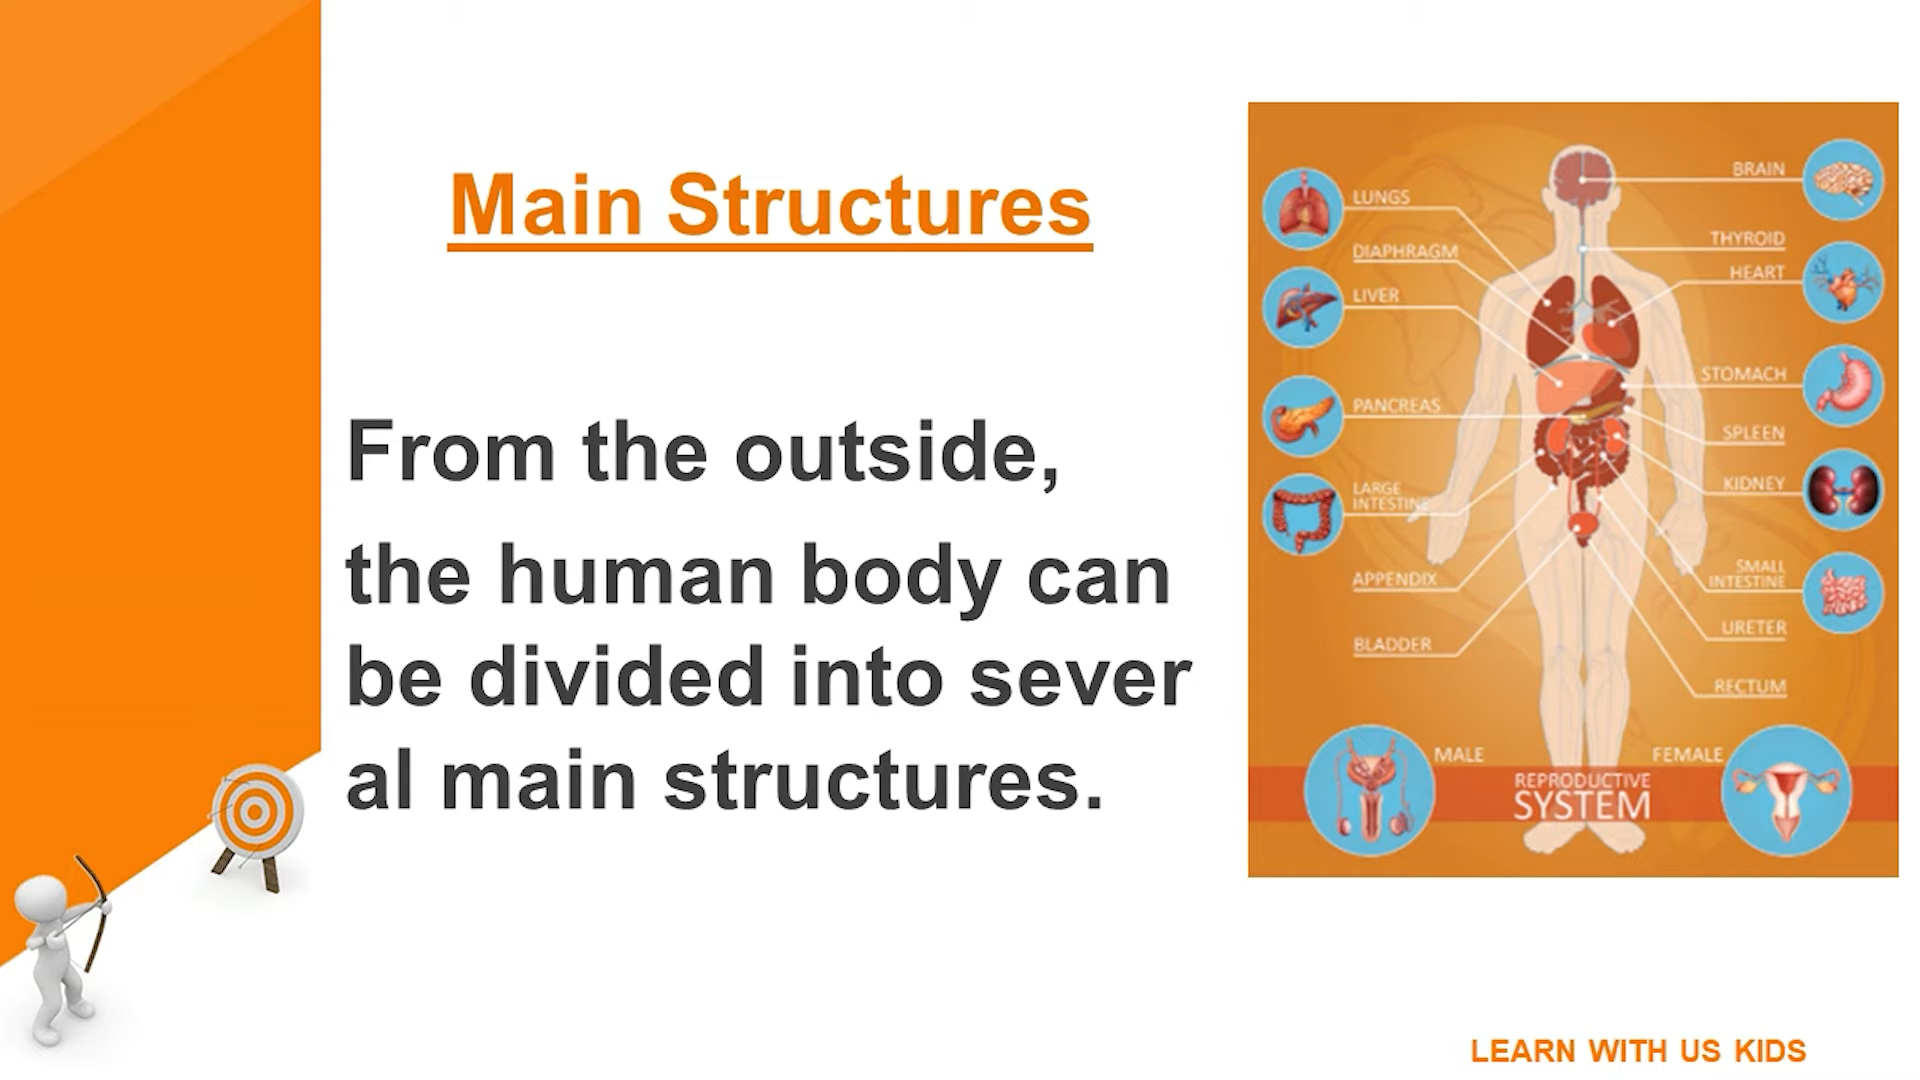 Main Structures
From the outside,
the human body can
be divided into sever
al main structures.
LUNGS
DIAPHRAGM
LIVER
PANCREAS
LARGE
INTESTINE
APPENDIX
BLADDER
BRAIN
THYROID
HEART
STOMACH
SPLEEN
KIDNEY
SMALL
INTESTINE
URETER
RECTUM
MALE
FEMALE
REPRODUCTIVE
SYSTEM
LEARN WITH US KIDS